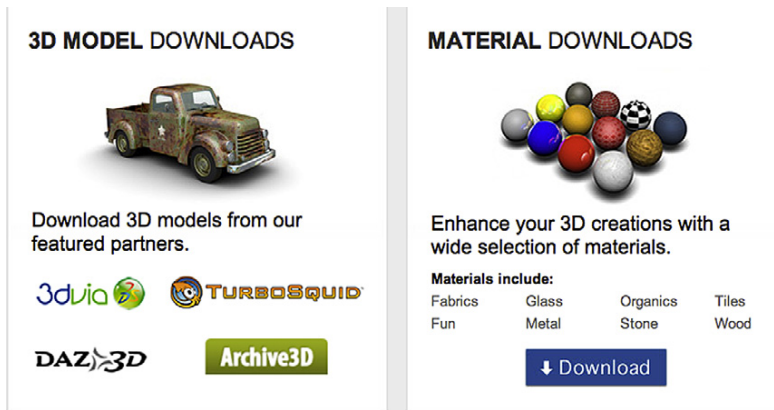 3D MODEL DOWNLOADS
Download 3D models from our
featured partners.
3dvia
TURBOSQUID
DAZ 3D
Archive3D
MATERIAL DOWNLOADS
Enhance your 3D creations with a
wide selection of materials.
Materials include:
Fabrics Glass Organics Tiles
Fun Metal Stone Wood
Download